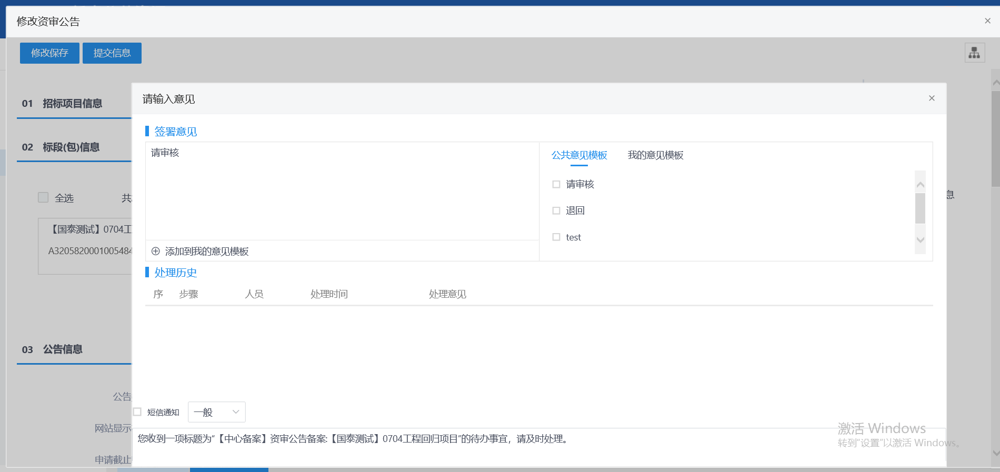 修改资审公告
修改保存 提交信息
请输入意见
01 招标项目信息
签署意见
02 标段(包)信息
请审核
公共意见模板 我的意见模板
请审核
全选 共
息
退回
【国泰测试】0704工
test
A3205820001005484
添加到我的意见模板
处理历史
序 步骤 人员 处理时间 处理意见
03 公告信息
公告
短信通知 一般
网站显示
您收到一项标题为“【中心备案】资审公告备案:【国泰测试】0704工程回归项目”的待办事宜，请及时处理。
激活 Windows
转到“设置”以激活 Windows。
申请截止